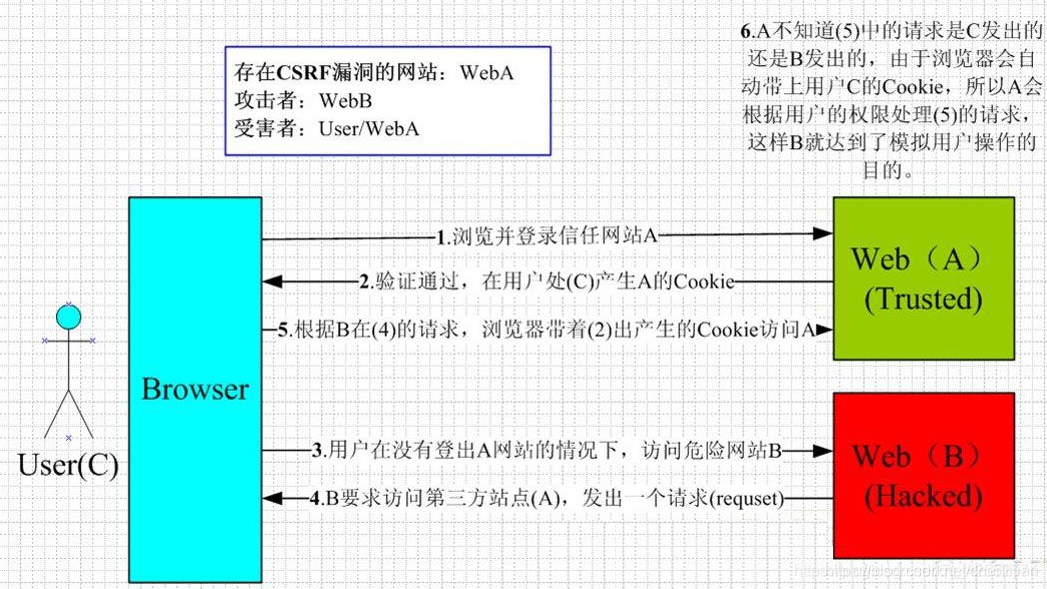 6.A不知道(5)中的请求是C发出的
还是B发出的，由于浏览器会自
动带上用户C的Cookie，所以A会
根据用户的权限处理(5)的请求，
这样B就达到了模拟用户操作的
目的。
存在CSRF漏洞的网站：WebA
攻击者：WebB
受害者：User/WebA
1.浏览并登录信任网站A
2.验证通过，在用户处(C)产生A的Cookie
5.根据B在(4)的请求，浏览器带着(2)出产生的Cookie访问A
Web（A）
(Trusted)
Browser
User(C)
3.用户在没有登出A网站的情况下，访问危险网站B
4.B要求访问第三方站点(A)，发出一个请求(requset)
Web（B）
(Hacked)